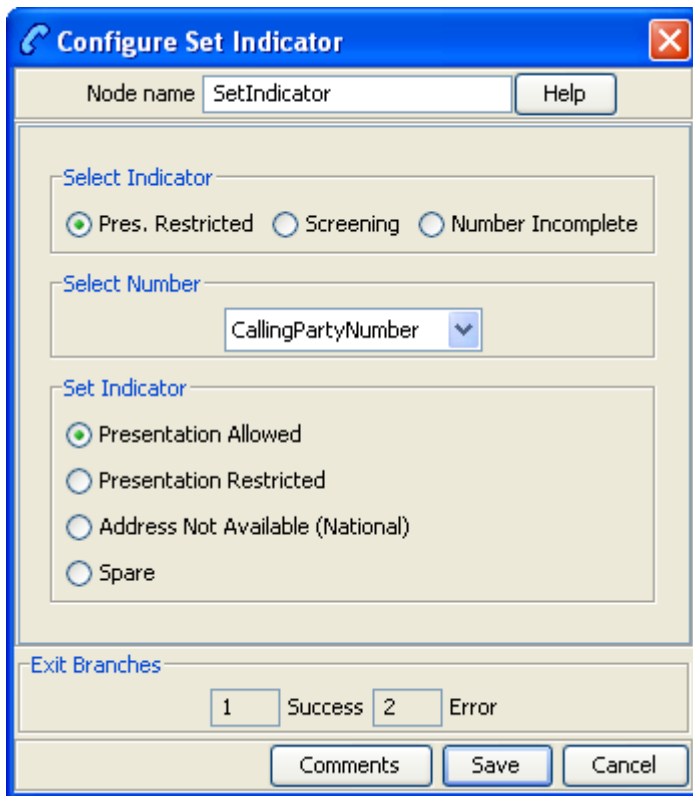 Configure Set Indicator
Node name SetIndicator Help
Select Indicator
Pres. Restricted Screening Number Incomplete
Select Number
CallingPartyNumber
Set Indicator
Presentation Allowed
Presentation Restricted
Address Not Available (National)
Spare
Exit Branches
1 Success 2 Error
Comments Save Cancel